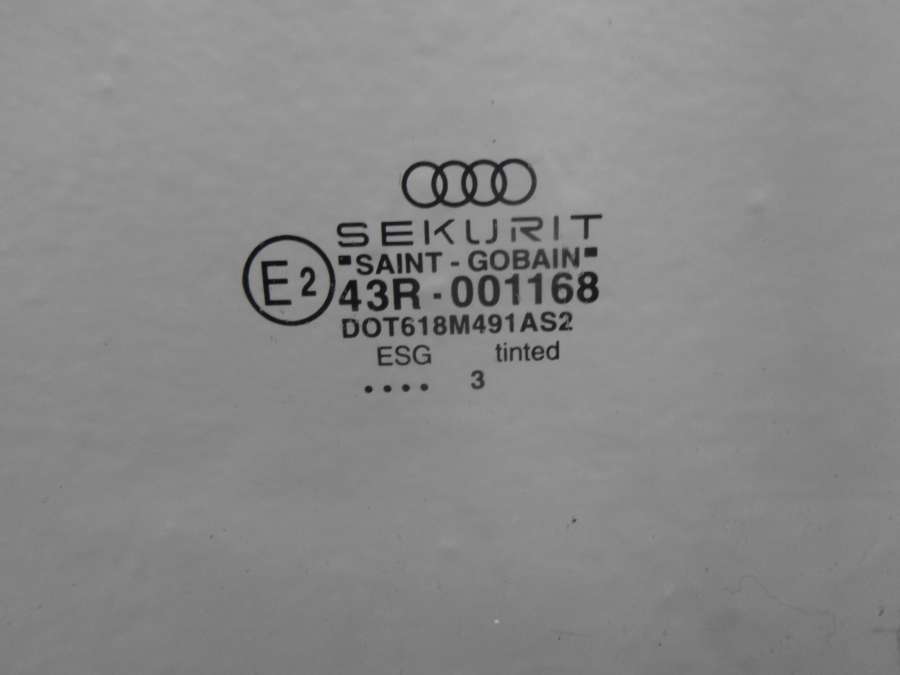 SEKURIT
"SAINT - GOBAIN"
E2
43R - 001168
DOT618M491AS2
ESG tinted
.... 3